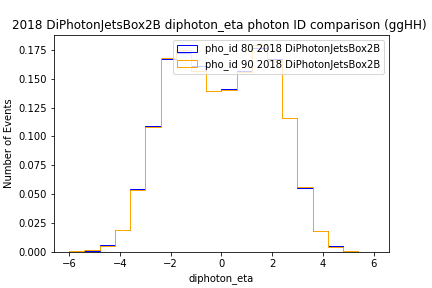 2018 DiPhotonJetsBox2B diphoton_eta photon ID comparison (ggHH)
pho_id 80 2018 DiPhotonJetsBox2B
pho_id 90 2018 DiPhotonJetsBox2B
Number of Events
0.175
0.150
0.125
0.100
0.075
0.050
0.025
0.000
−6 −4 −2 0 2 4 6
diphoton_eta